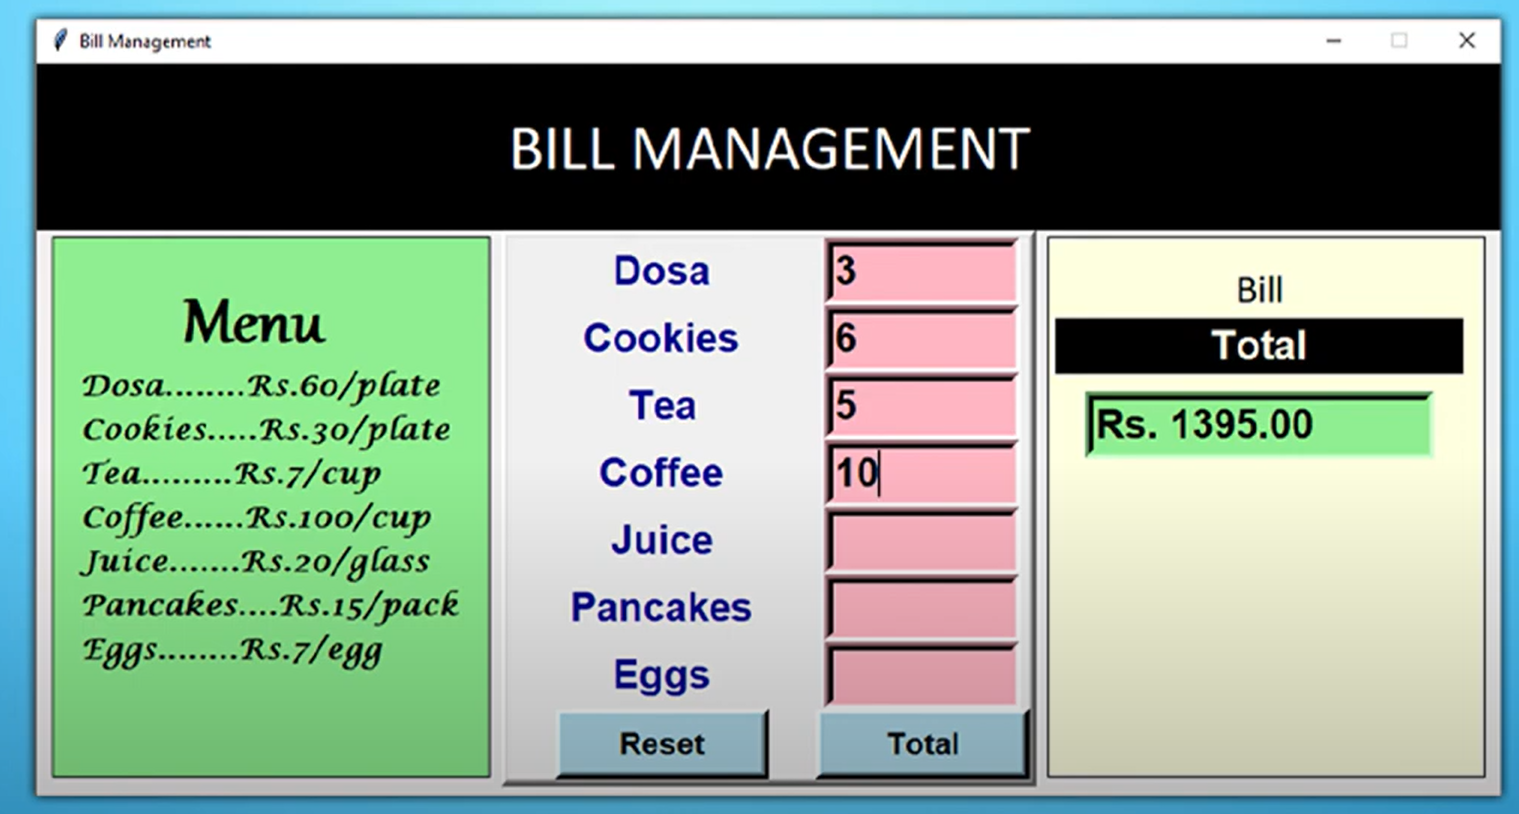 Bill Management
BILL MANAGEMENT
Menu
Dosa........Rs.60/plate
Cookies.....Rs.30/plate
Tea.........Rs.7/cup
Coffee......Rs.100/cup
Juice.......Rs.20/glass
Pancakes....Rs.15/pack
Eggs........Rs.7/egg
Dosa 3
Cookies 6
Tea 5
Coffee 10
Juice
Pancakes
Eggs
Reset Total
Bill
Total
Rs. 1395.00